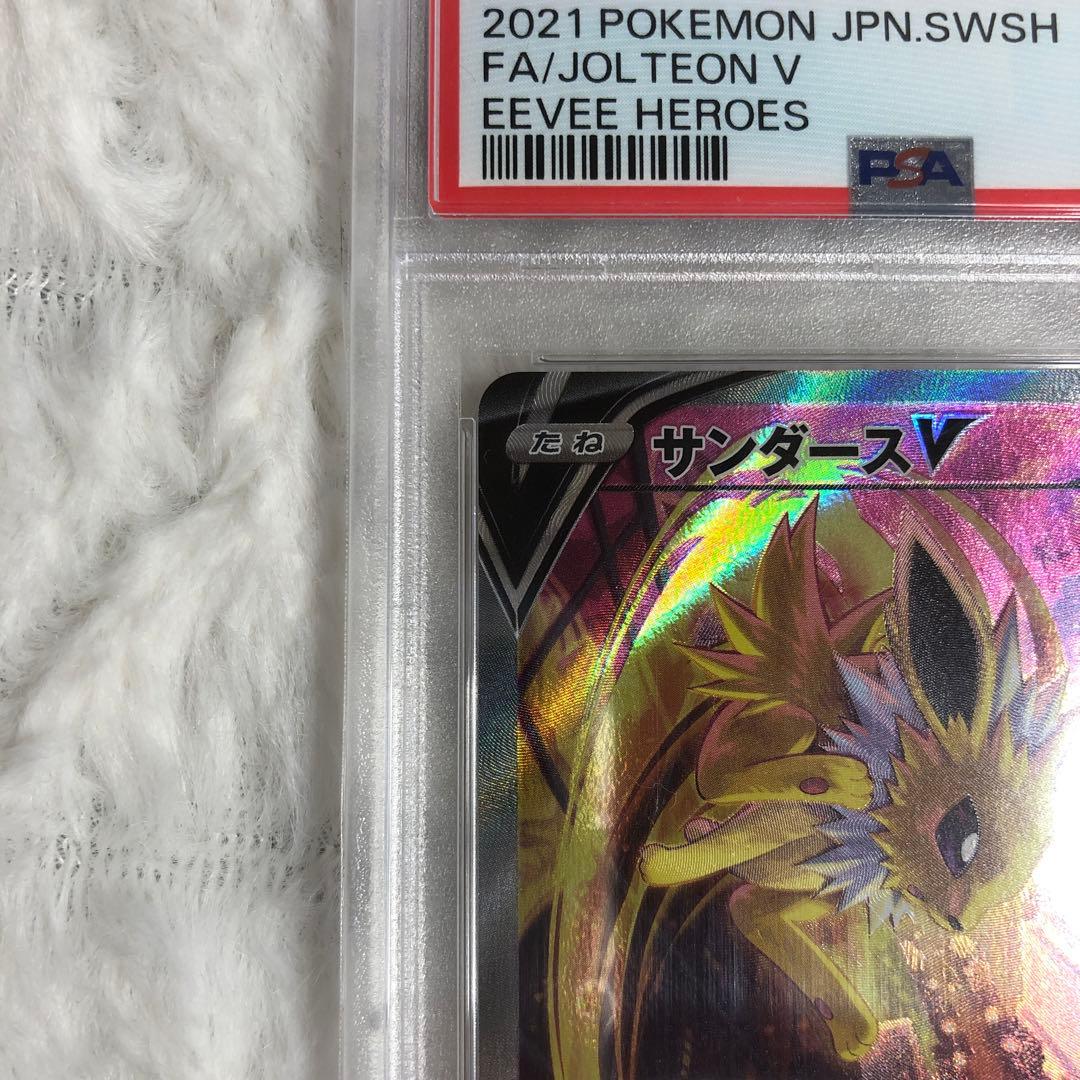 2021 POKEMON JPN.SWSH
FA/JOLTEON V
EEVEE HEROES
PSA
たね サンダースV